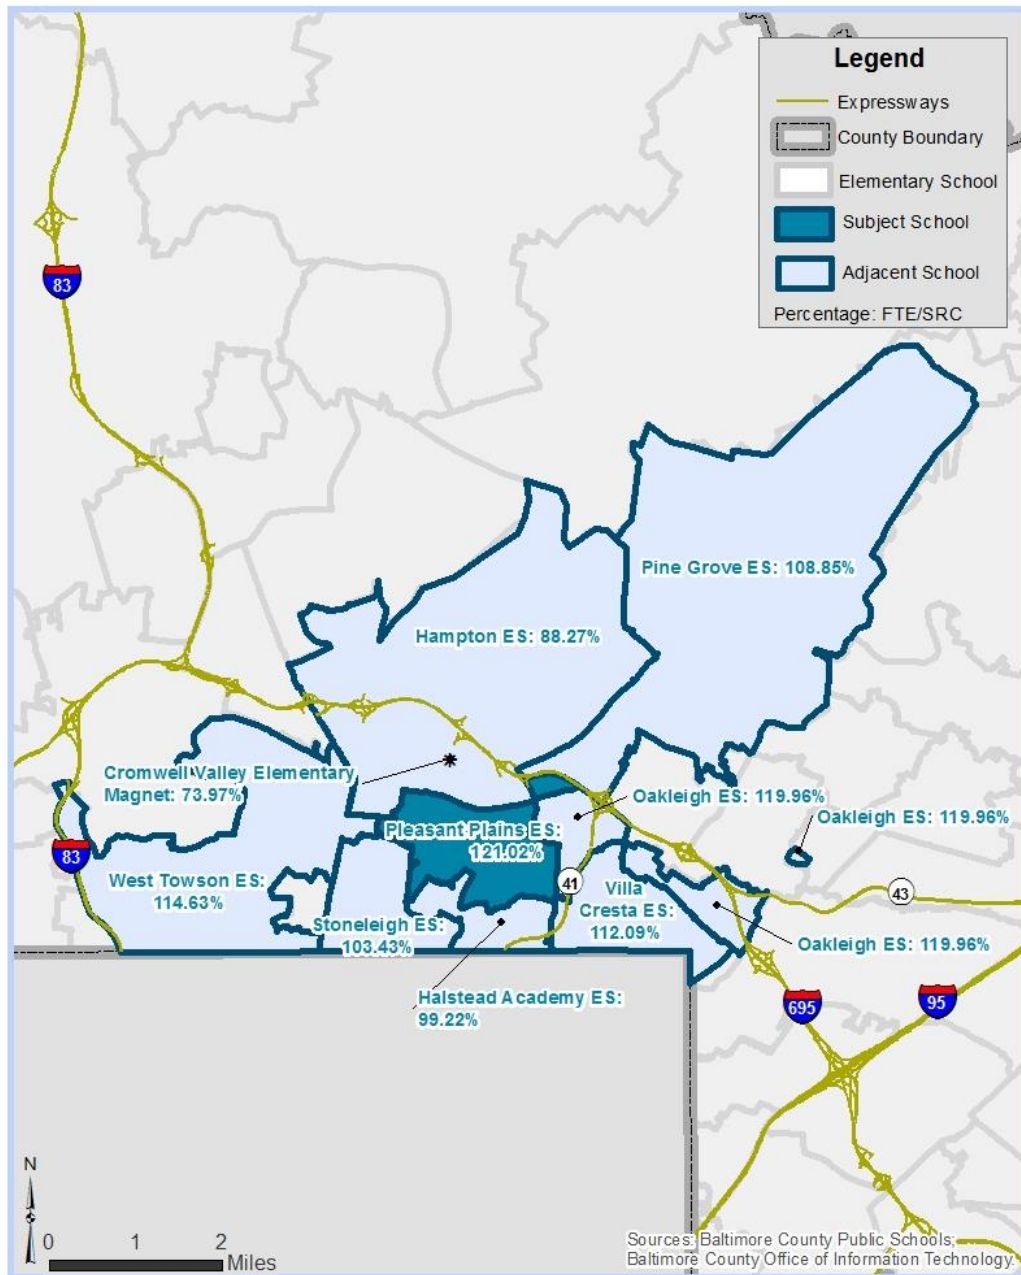 Legend
Expressways
County Boundary
Elementary School
Subject School
Adjacent School
Percentage: FTE/SRC
83
Pine Grove ES: 108.85%
Hampton ES: 88.27%
Cromwell Valley Elementary
Magnet: 73.97%
Oakleigh ES: 119.96%
Oakleigh ES: 119.96%
Pleasant Plains ES:
121.02%
83
41
43
West Towson ES:
114.63%
Villa
Cresta ES:
112.09%
Stoneleigh ES:
103.43%
Oakleigh ES: 119.96%
Halstead Academy ES:
99.22%
695
95
N
0 1 2
Miles
Sources: Baltimore County Public Schools;
Baltimore County Office of Information Technology.